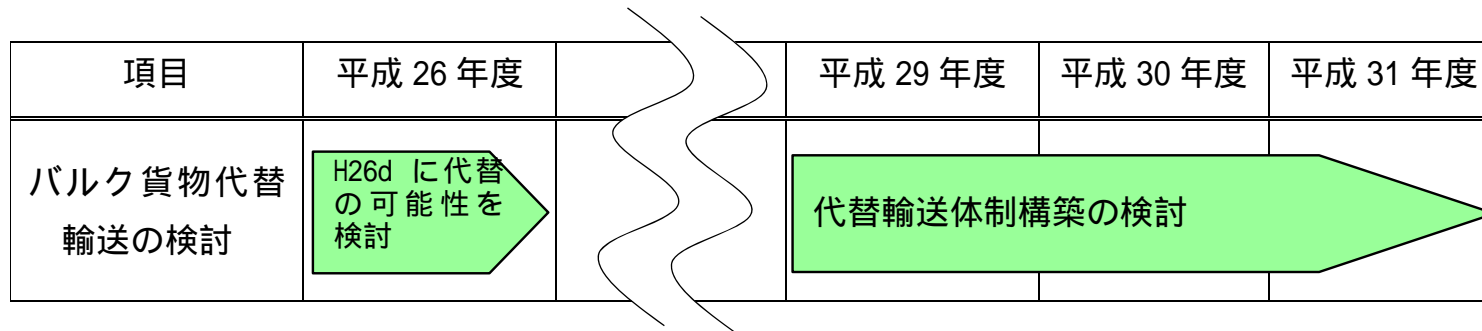 項目
平成 26 年度
平成 29 年度
平成 30 年度
平成 31 年度
バルク貨物代替
輸送の検討
H26d に代替
の可能性を
検討
代替輸送体制構築の検討